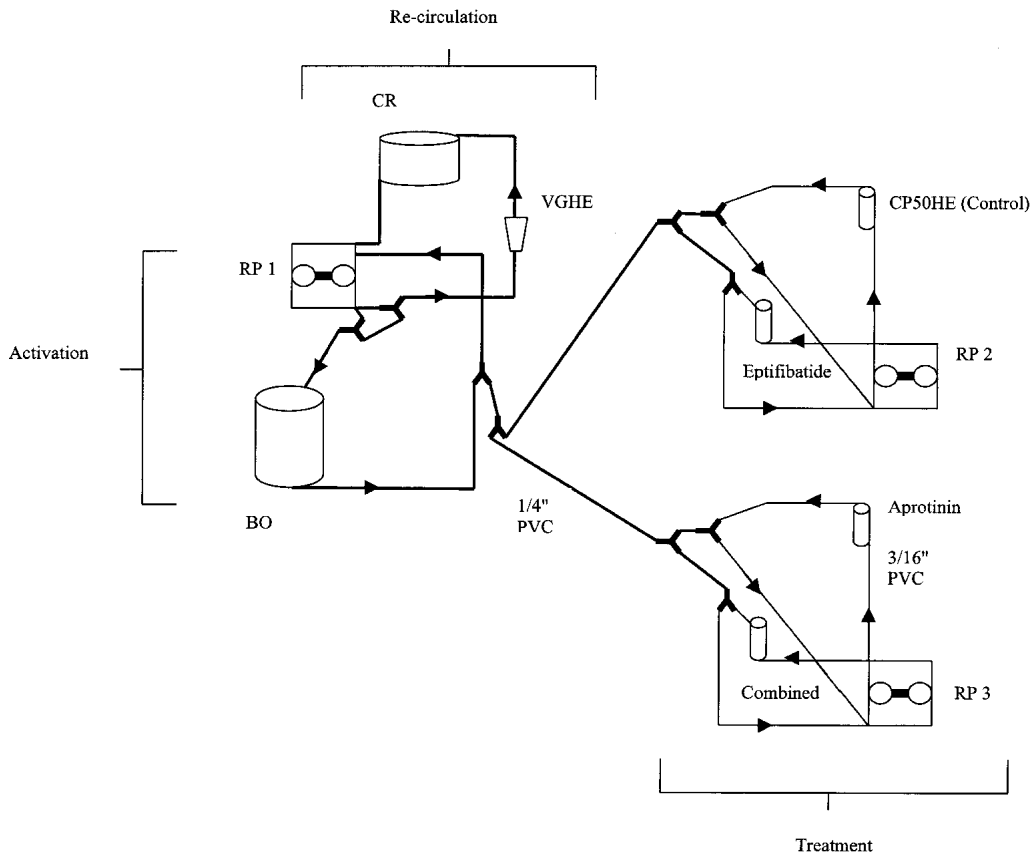 Re-circulation
CR
VGHE
CP50HE (Control)
RP 1
Activation
RP 2
Eptifibatide
BO
1/4"
PVC
Aprotinin
3/16"
PVC
Combined
RP 3
Treatment